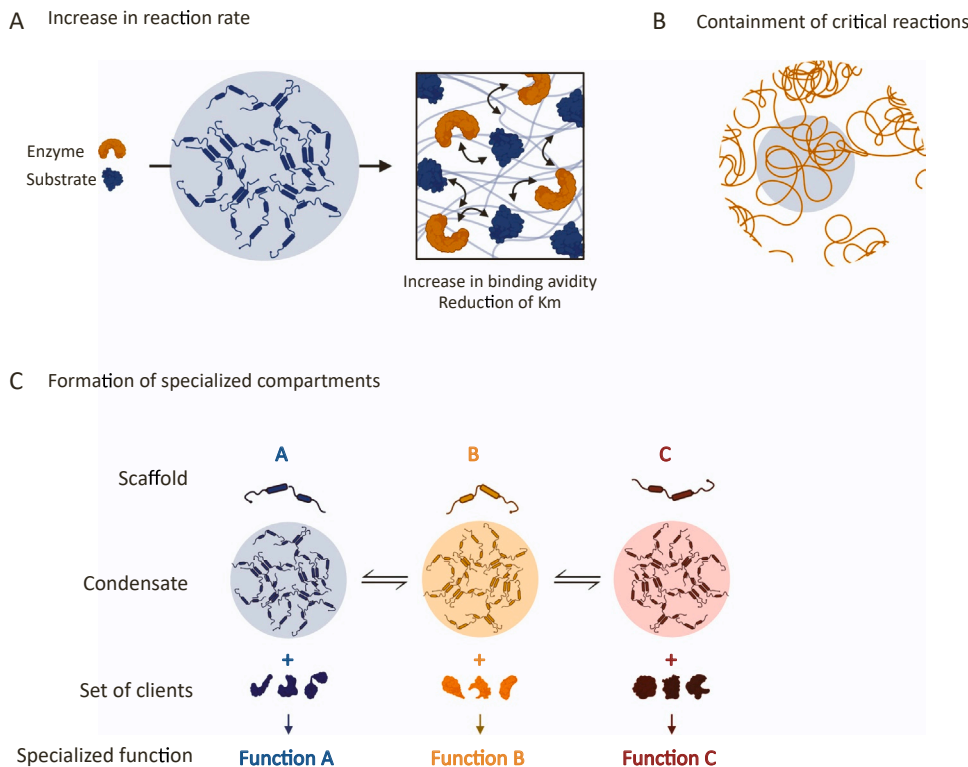 A Increase in reaction rate
B Containment of critical reactions
Enzyme
Substrate
Increase in binding avidity
Reduction of Km
C Formation of specialized compartments
A B C
Scaffold
Condensate
+ + +
Set of clients
Specialized function Function A Function B Function C